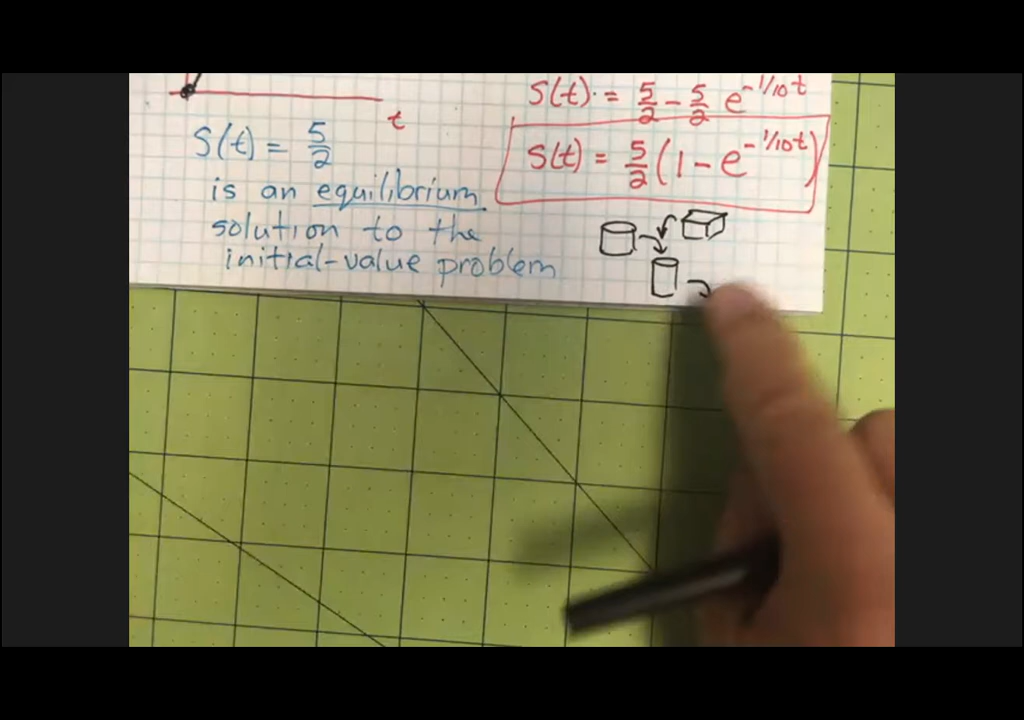 t
S(t) = 5/2
is an equilibrium
solution to the
initial-value problem
S(t) = 5/2 - 5/2 e^{-1/10 t}
S(t) = 5/2 (1 - e^{-1/10 t})